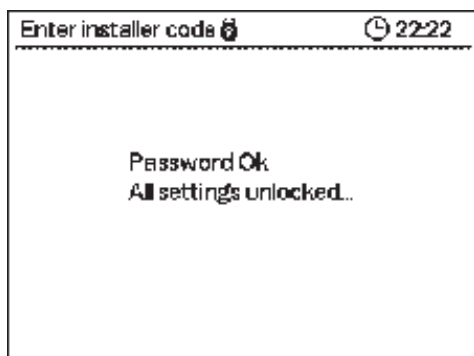 Enter installer code 22:22
Password Ok
All settings unlocked...